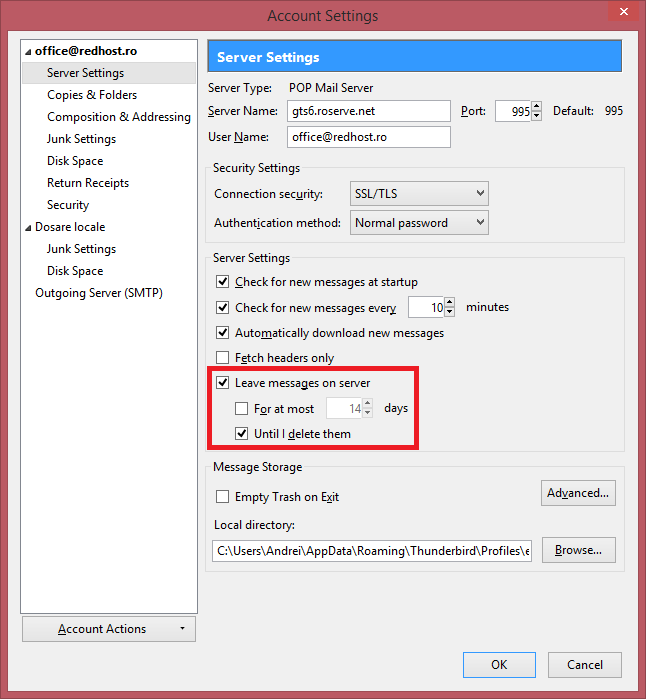 Account Settings
office@redhost.ro
Server Settings
Copies & Folders
Composition & Addressing
Junk Settings
Disk Space
Return Receipts
Security
Dosare locale
Junk Settings
Disk Space
Outgoing Server (SMTP)
Account Actions
Server Settings
Server Type: POP Mail Server
Server Name: gts6.roserve.net Port: 995 Default: 995
User Name: office@redhost.ro
Security Settings
Connection security: SSL/TLS
Authentication method: Normal password
Server Settings
Check for new messages at startup
Check for new messages every 10 minutes
Automatically download new messages
Fetch headers only
Leave messages on server
For at most 14 days
Until I delete them
Message Storage
Empty Trash on Exit Advanced...
Local directory:
C:\Users\Andrei\AppData\Roaming\Thunderbird\Profiles\e Browse...
OK Cancel